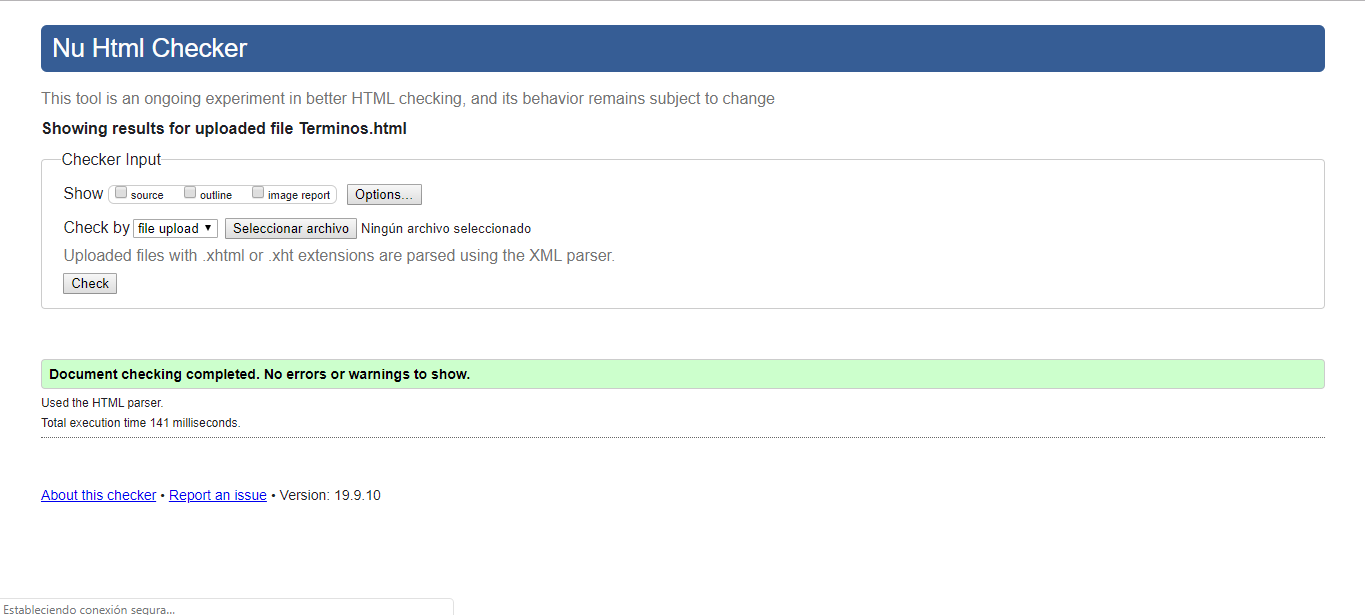 Nu Html Checker
This tool is an ongoing experiment in better HTML checking, and its behavior remains subject to change
Showing results for uploaded file Terminos.html
Checker Input
Show source outline image report Options...
Check by file upload Seleccionar archivo Ningún archivo seleccionado
Uploaded files with .xhtml or .xht extensions are parsed using the XML parser.
Check
Document checking completed. No errors or warnings to show.
Used the HTML parser.
Total execution time 141 milliseconds.
About this checker • Report an issue • Version: 19.9.10
Estableciendo conexión segura...